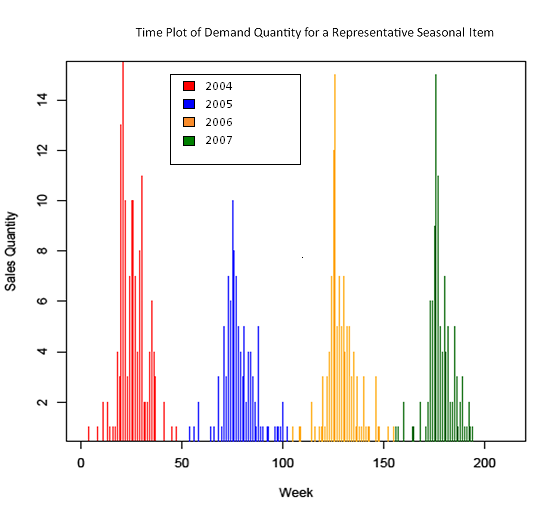 Time Plot of Demand Quantity for a Representative Seasonal Item
2004
2005
2006
2007
Sales Quantity
14
12
10
8
6
4
2
0 50 100 150 200
Week